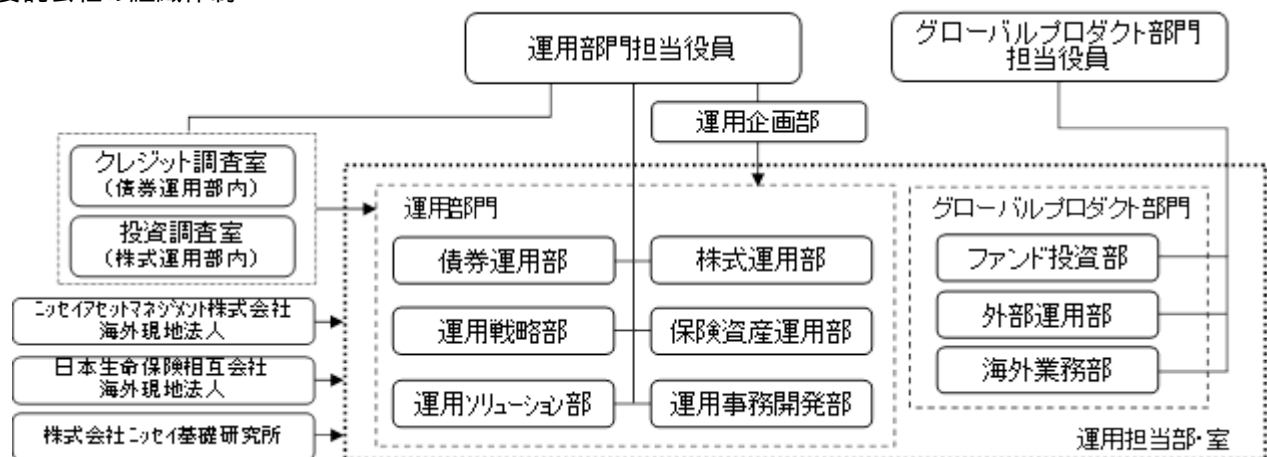 運用部門担当役員
グローバルプロダクト部門
担当役員
運用企画部
クレジット調査室
(債券運用部内)
投資調査室
(株式運用部内)
運用部門
債券運用部
株式運用部
運用戦略部
保険資産運用部
運用ソリューション部
運用事務開発部
グローバルプロダクト部門
ファンド投資部
外部運用部
海外業務部
ニッセイアセットマネジメント株式会社
海外現地法人
日本生命保険相互会社
海外現地法人
株式会社ニッセイ基礎研究所
運用担当部・室